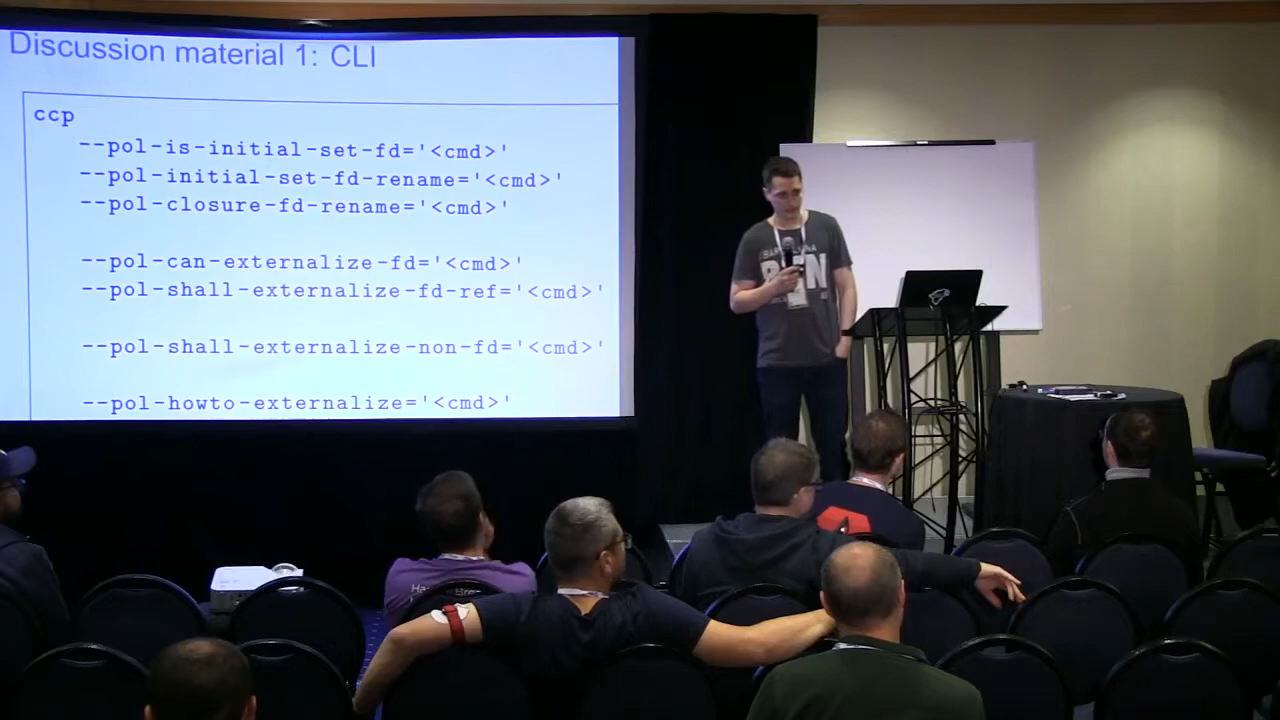 Discussion material 1: CLI
ccp
--pol-is-initial-set-fd='<cmd>'
--pol-initial-set-fd-rename='<cmd>'
--pol-closure-fd-rename='<cmd>'
--pol-can-externalize-fd='<cmd>'
--pol-shall-externalize-fd-ref='<cmd>'
--pol-shall-externalize-non-fd='<cmd>'
--pol-howto-externalize='<cmd>'